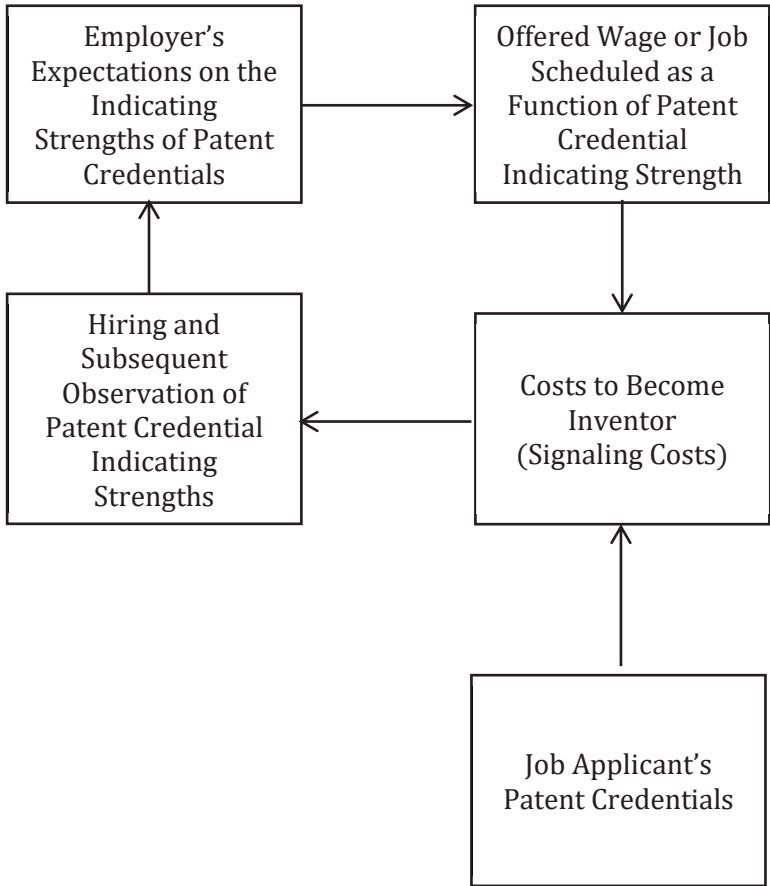 Employer’s
Expectations on the
Indicating
Strengths of Patent
Credentials
Offered Wage or Job
Scheduled as a
Function of Patent
Credential
Indicating Strength
Hiring and
Subsequent
Observation of
Patent Credential
Indicating
Strengths
Costs to Become
Inventor
(Signaling Costs)
Job Applicant’s
Patent Credentials